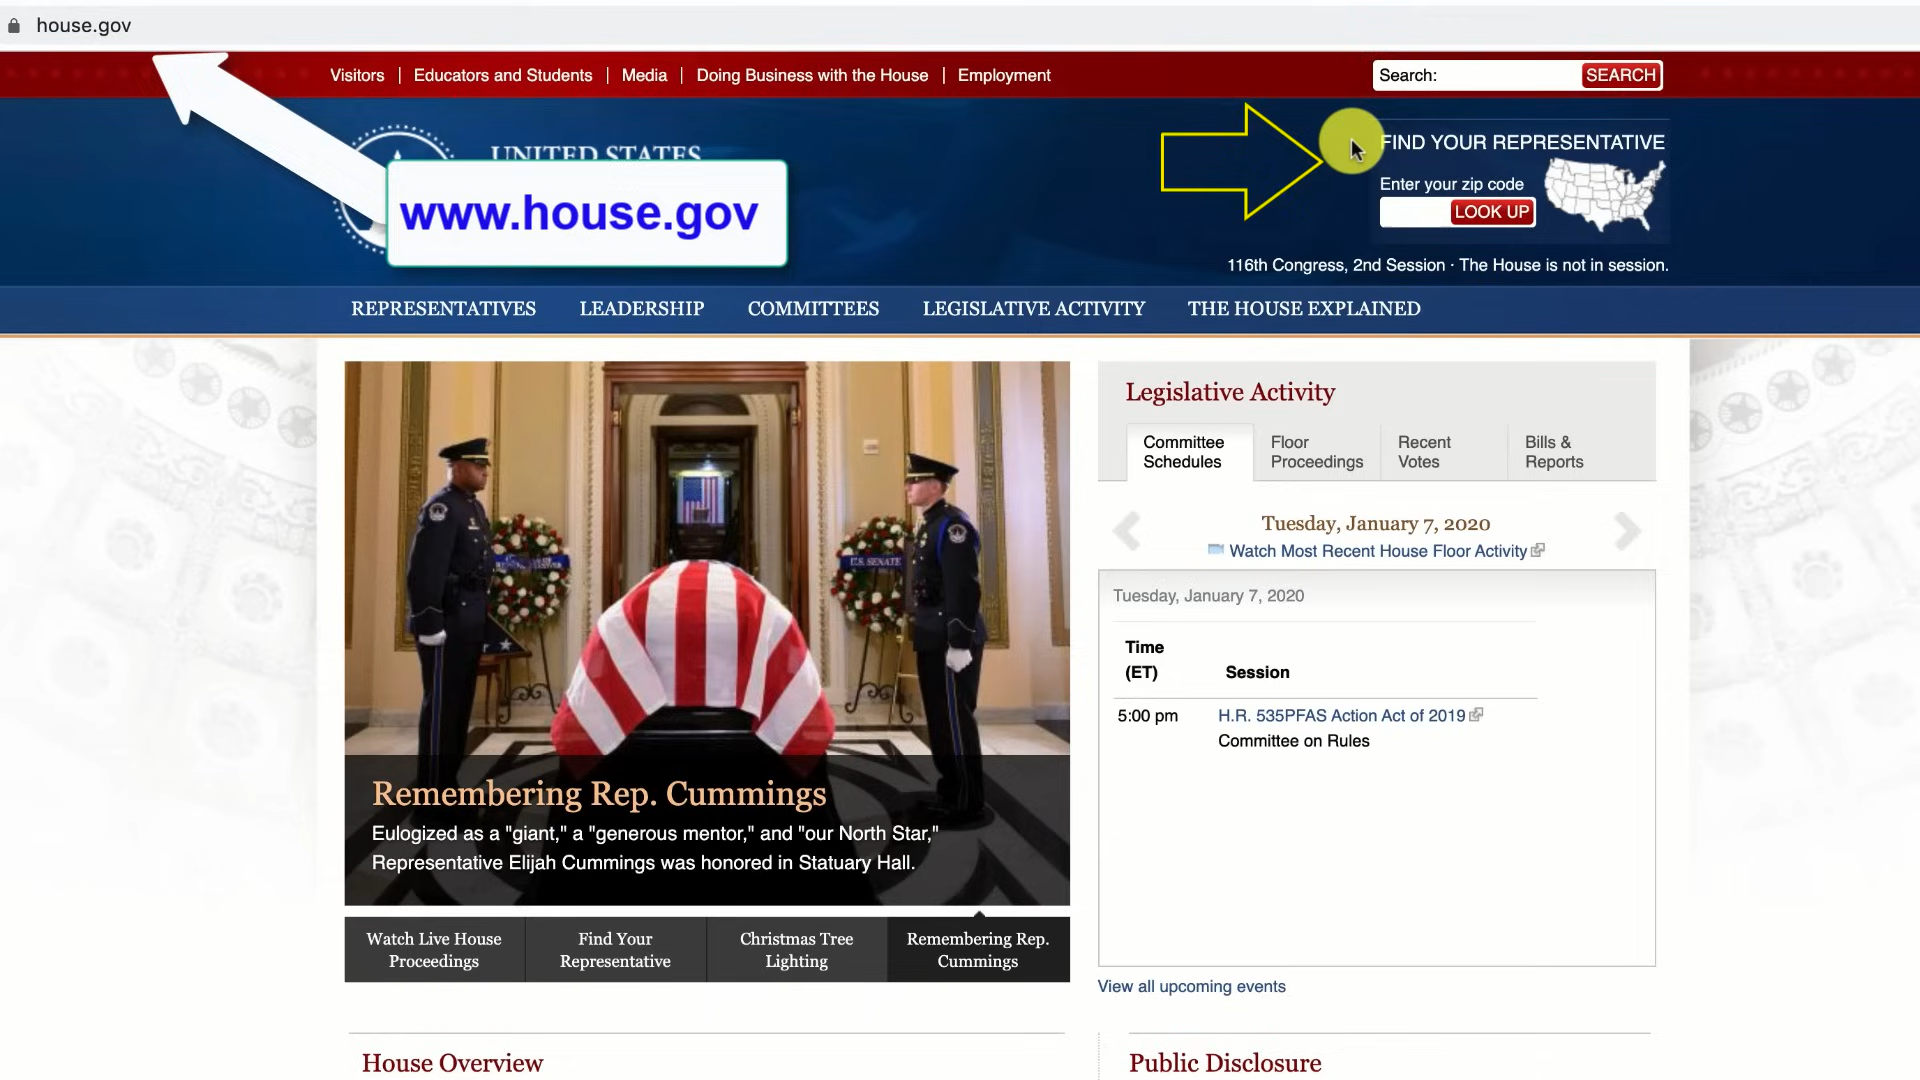 house.gov
Visitors | Educators and Students | Media | Doing Business with the House | Employment
Search: SEARCH
UNITED STATES
www.house.gov
FIND YOUR REPRESENTATIVE
Enter your zip code
LOOK UP
116th Congress, 2nd Session · The House is not in session.
REPRESENTATIVES LEADERSHIP COMMITTEES LEGISLATIVE ACTIVITY THE HOUSE EXPLAINED
U.S. SENATE
Remembering Rep. Cummings
Eulogized as a "giant," a "generous mentor," and "our North Star,"
Representative Elijah Cummings was honored in Statuary Hall.
Watch Live House
Proceedings
Find Your
Representative
Christmas Tree
Lighting
Remembering Rep.
Cummings
Legislative Activity
Committee
Schedules
Floor
Proceedings
Recent
Votes
Bills &
Reports
Tuesday, January 7, 2020
Watch Most Recent House Floor Activity
Tuesday, January 7, 2020
Time
(ET) Session
5:00 pm H.R. 535PFAS Action Act of 2019
Committee on Rules
View all upcoming events
House Overview
Public Disclosure